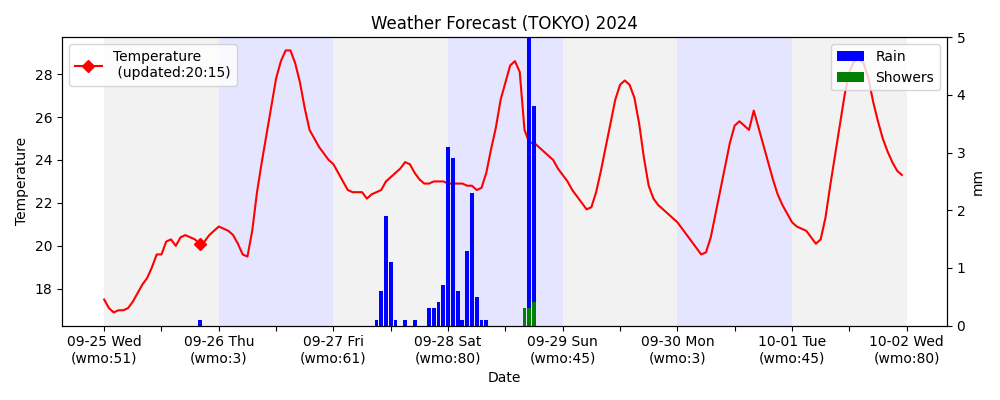 Weather Forecast (TOKYO) 2024
Temperature
(updated:20:15)
Rain
Showers
Temperature
28
26
24
22
20
18
5
4
3
2
1
0
mm
09-25 Wed
(wmo:51)
09-26 Thu
(wmo:3)
09-27 Fri
(wmo:61)
09-28 Sat
(wmo:80)
09-29 Sun
(wmo:45)
09-30 Mon
(wmo:3)
10-01 Tue
(wmo:45)
10-02 Wed
(wmo:80)
Date